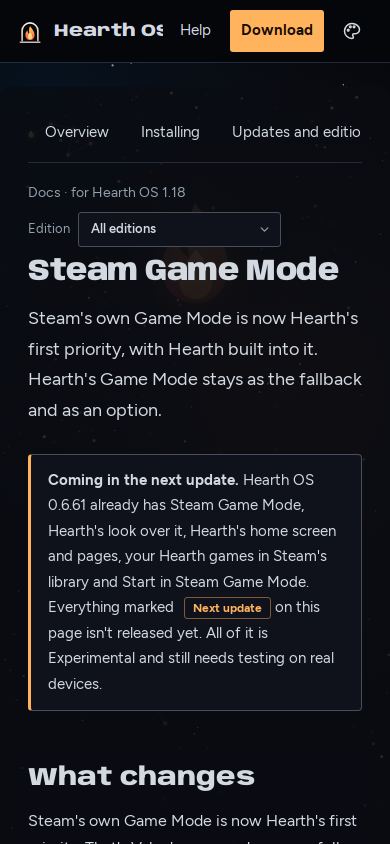 Hearth OS Help Download
Overview Installing Updates and editio
Docs · for Hearth OS 1.18
Edition All editions
Steam Game Mode
Steam's own Game Mode is now Hearth's
first priority, with Hearth built into it.
Hearth's Game Mode stays as the fallback
and as an option.
Coming in the next update. Hearth OS
0.6.61 already has Steam Game Mode,
Hearth's look over it, Hearth's home screen
and pages, your Hearth games in Steam's
library and Start in Steam Game Mode.
Everything marked Next update on this
page isn't released yet. All of it is
Experimental and still needs testing on real
devices.
What changes
Steam's own Game Mode is now Hearth's first